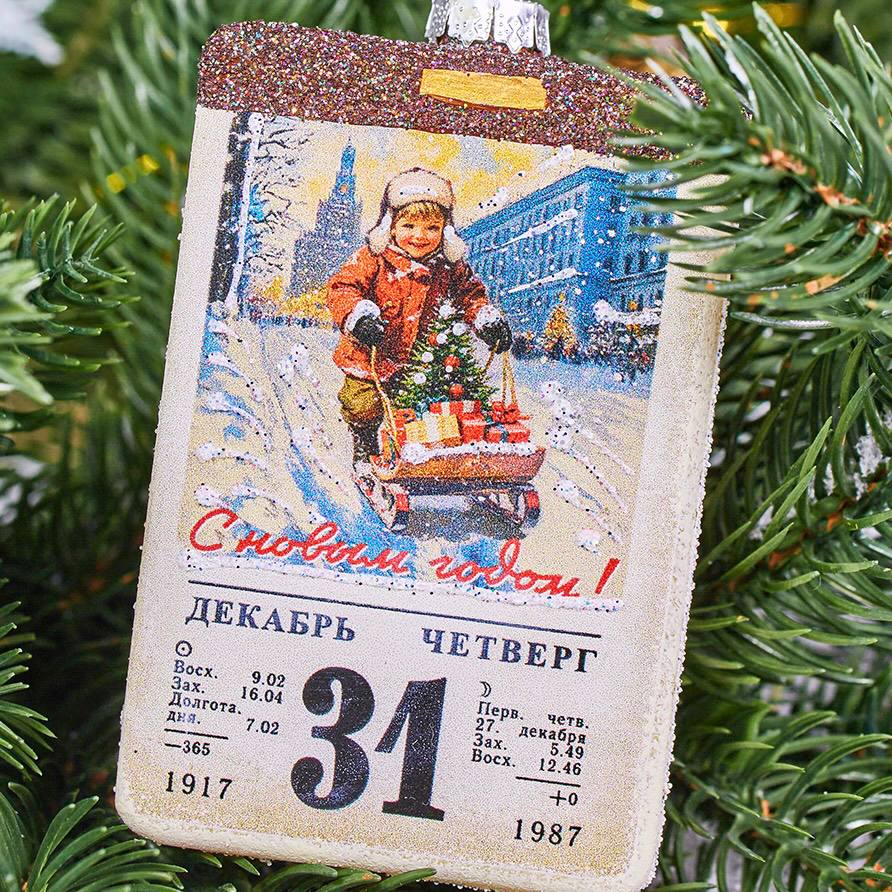 С новым годом!
ДЕКАБРЬ ЧЕТВЕРГ
Восх. 9.02
Зах. 16.04
Долгота
дня. 7.02
—365
1917
31
Перв. четв.
27. декабря
Зах. 5.49
Восх. 12.46
+0
1987